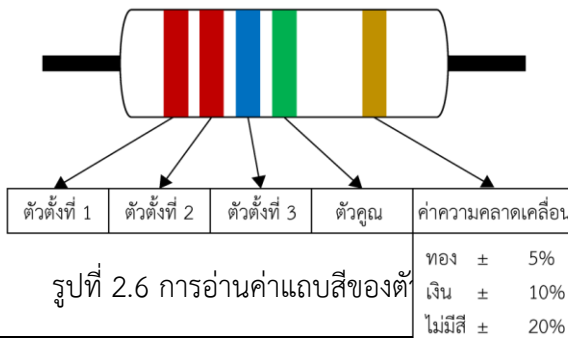 ตัวตั้งที่ 1 ตัวตั้งที่ 2 ตัวตั้งที่ 3 ตัวคูณ ค่าความคลาดเคลื่อน
ทอง ± 5%
เงิน ± 10%
ไม่มีสี ± 20%
รูปที่ 2.6 การอ่านค่าแถบสีของตั